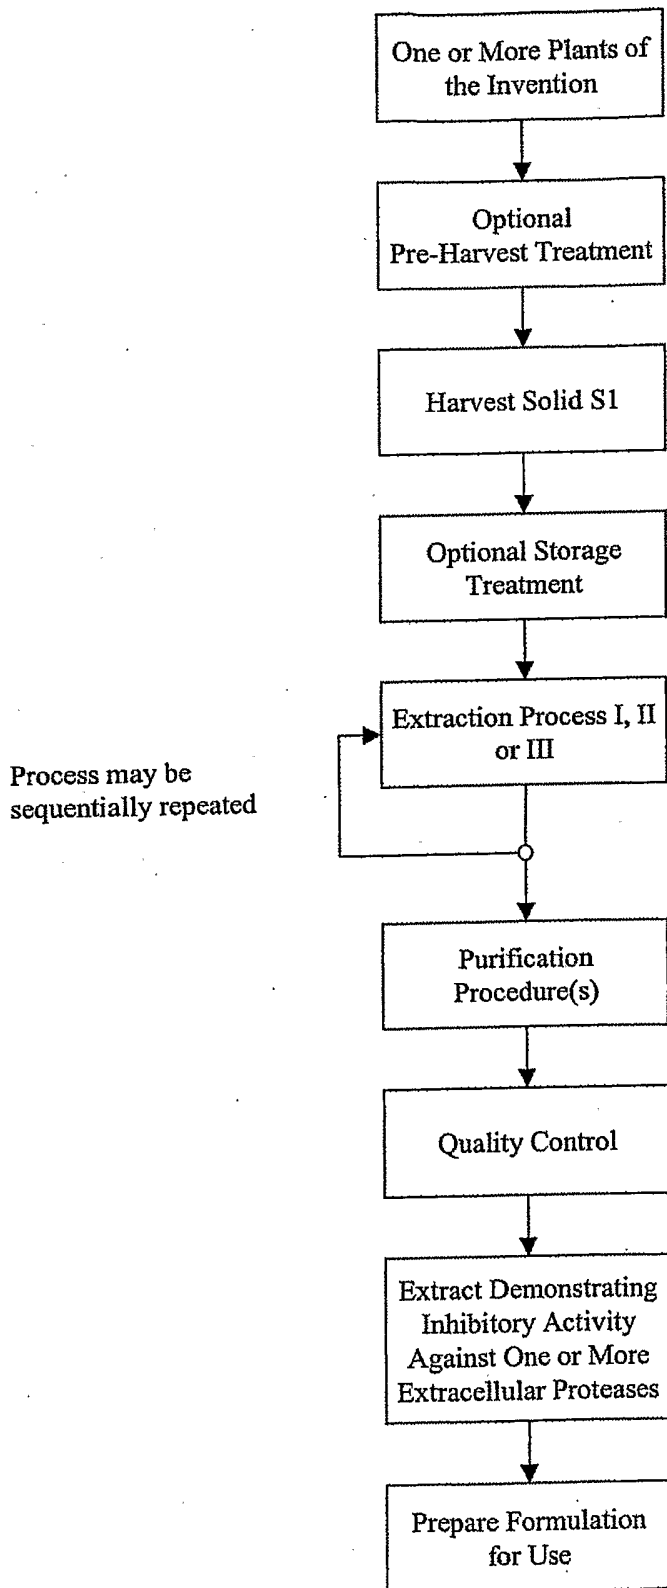 One or More Plants of
the Invention
Optional
Pre-Harvest Treatment
Harvest Solid S1
Optional Storage
Treatment
Extraction Process I, II
or III
Process may be
sequentially repeated
Purification
Procedure(s)
Quality Control
Extract Demonstrating
Inhibitory Activity
Against One or More
Extracellular Proteases
Prepare Formulation
for Use